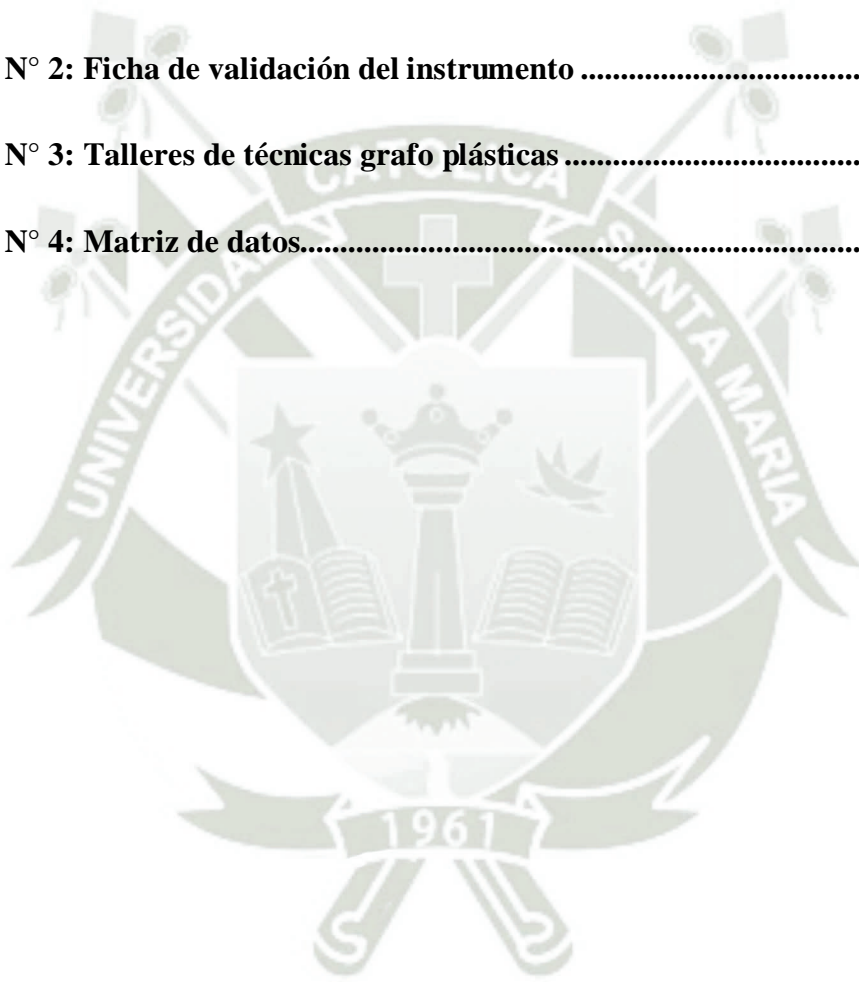 N° 2: Ficha de validación del instrumento ...................................
N° 3: Talleres de técnicas grafo plásticas .....................................
N° 4: Matriz de datos......................................................................
UNIVERSIDAD CATOLICA SANTA MARIA
1961